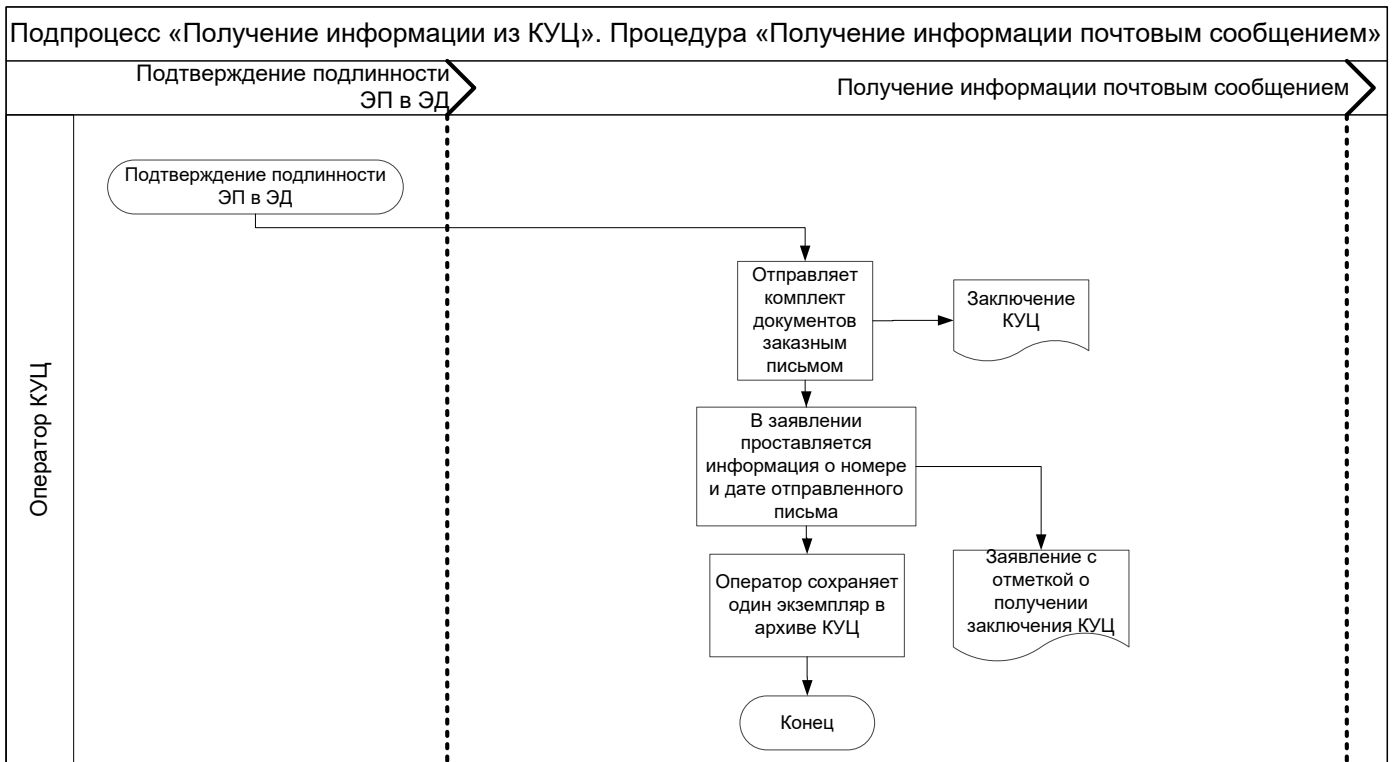 Подпроцесс «Получение информации из КУЦ». Процедура «Получение информации почтовым сообщением»
Подтверждение подлинности
ЭП в ЭД
Получение информации почтовым сообщением
Оператор КУЦ
Подтверждение подлинности
ЭП в ЭД
Отправляет
комплект
документов
заказным
письмом
Заключение
КУЦ
В заявлении
проставляется
информация о номере
и дате отправленного
письма
Оператор сохраняет
один экземпляр в
архиве КУЦ
Заявление с
отметкой о
получении
заключения КУЦ
Конец